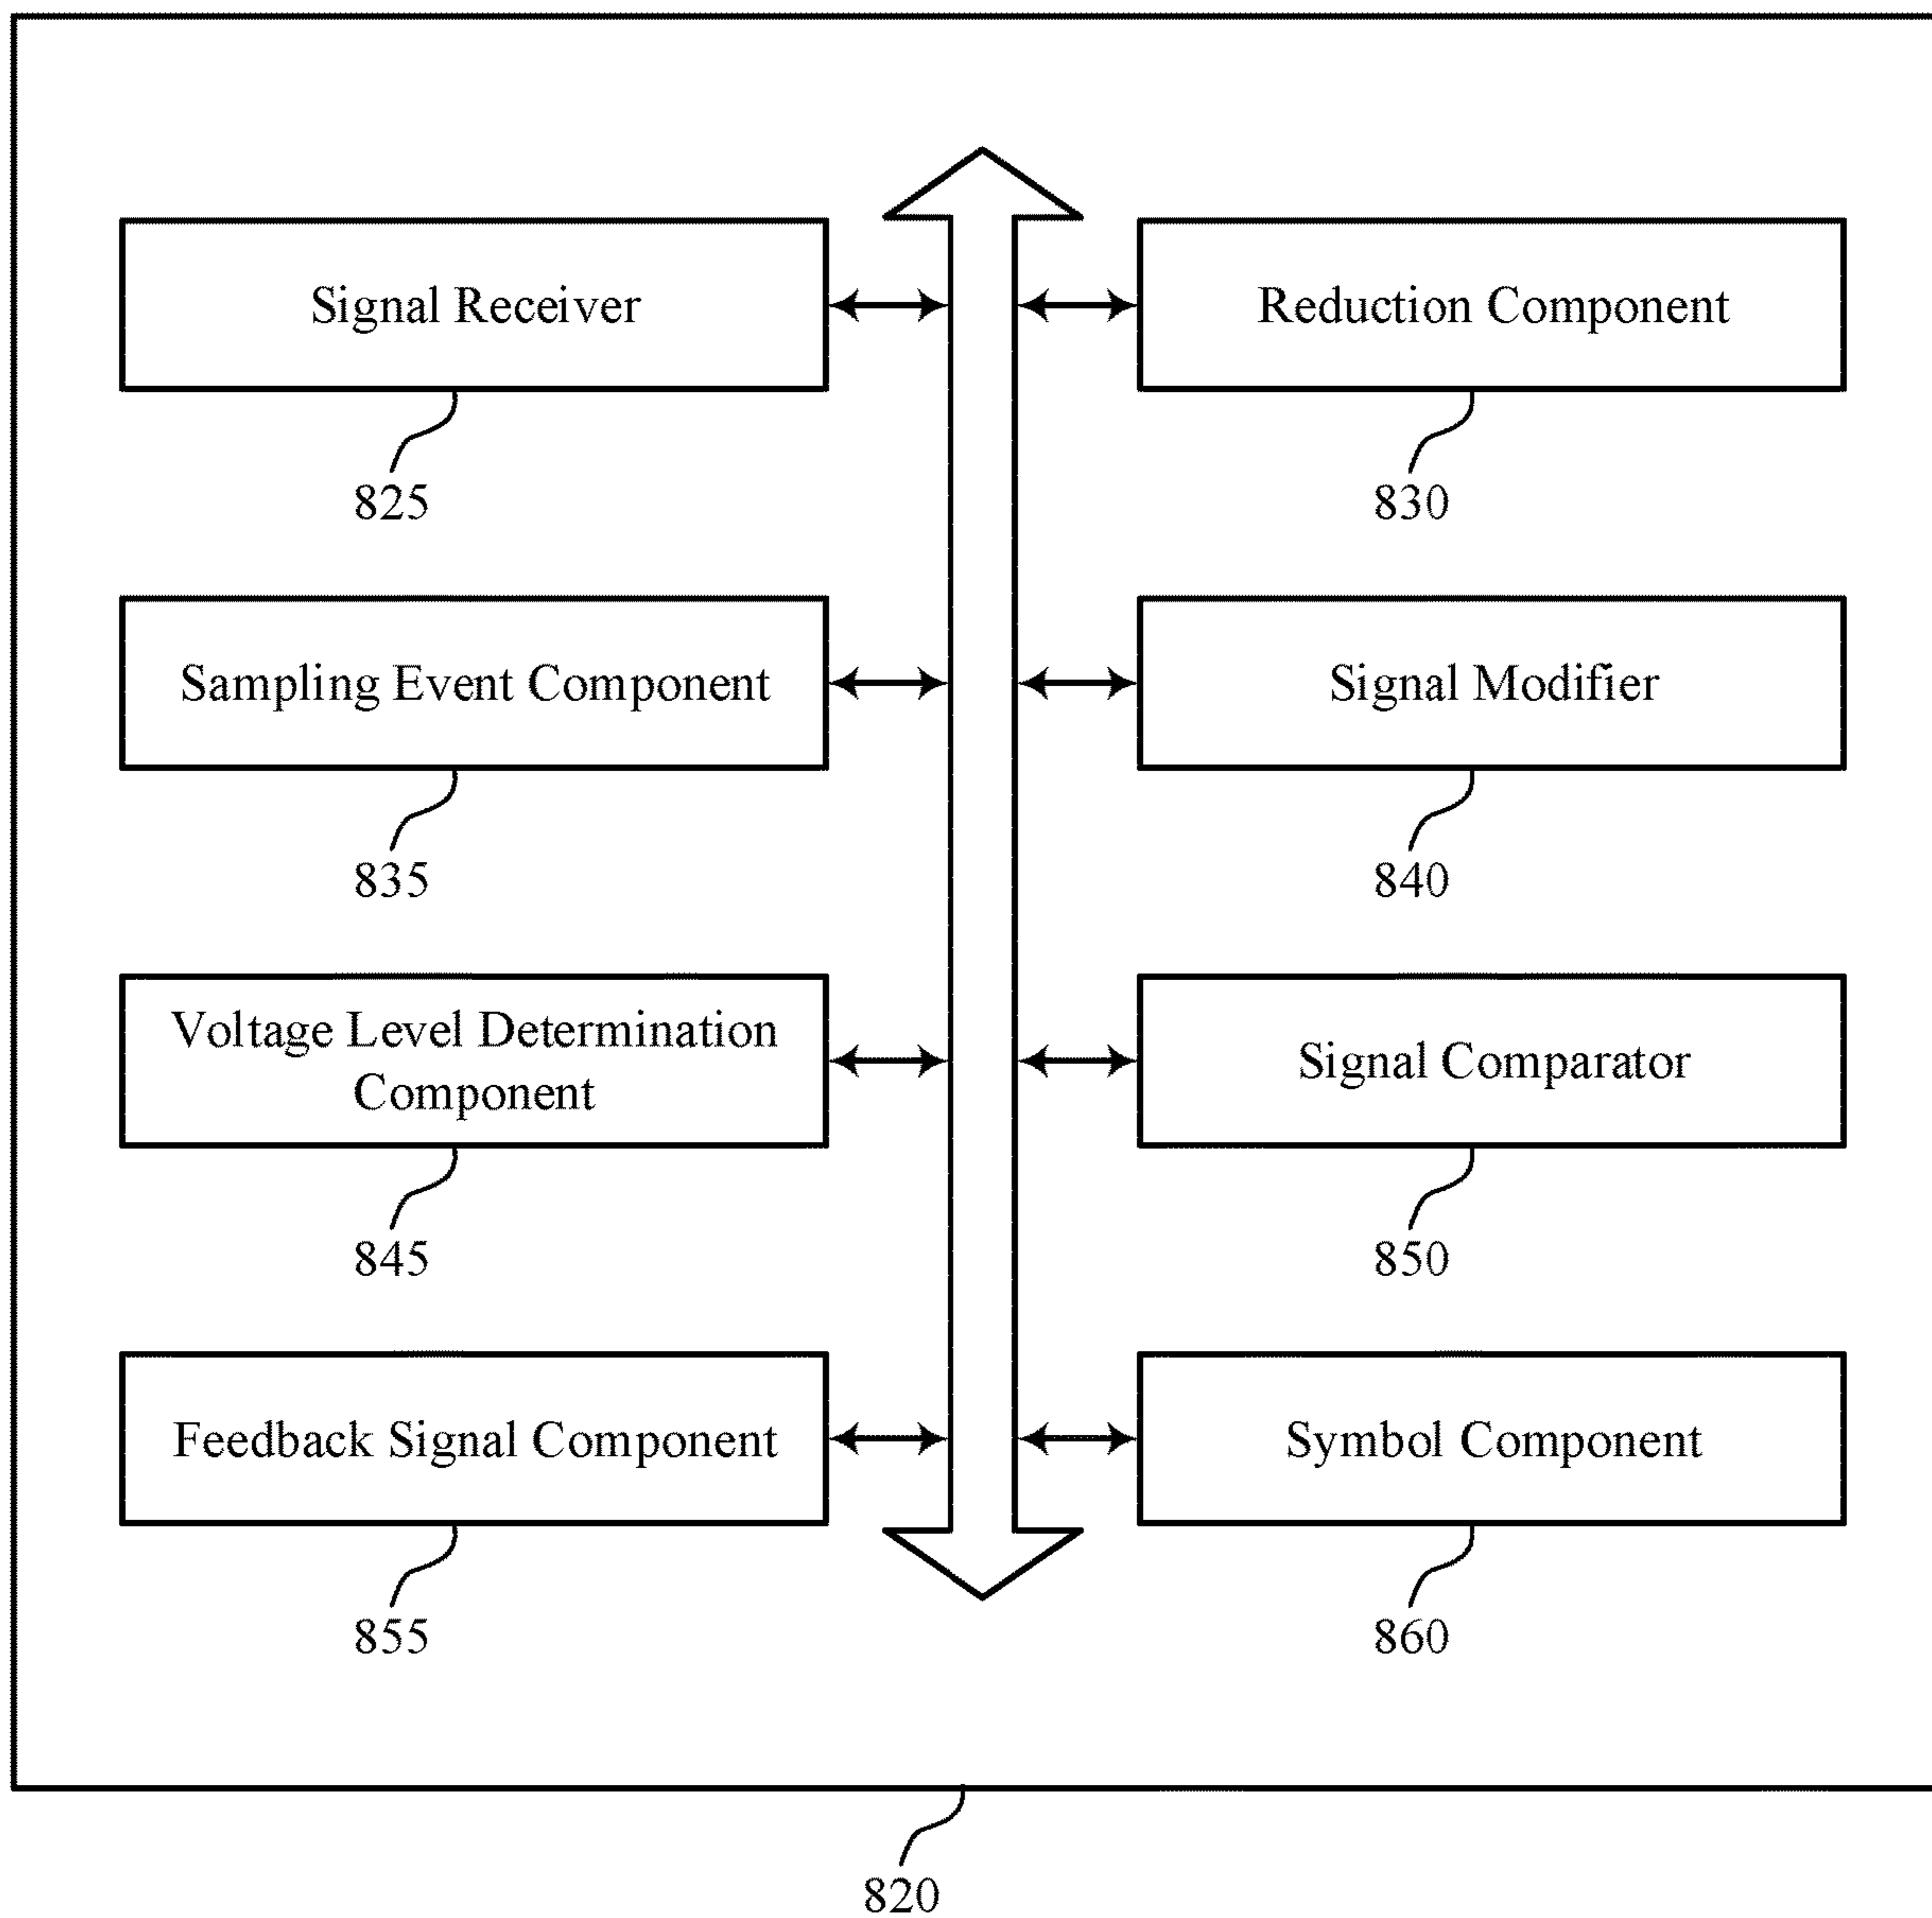 Signal Receiver
Reduction Component
825
830
Sampling Event Component
Signal Modifier
835
840
Voltage Level Determination
Component
Signal Comparator
845
850
Feedback Signal Component
Symbol Component
855
860
820